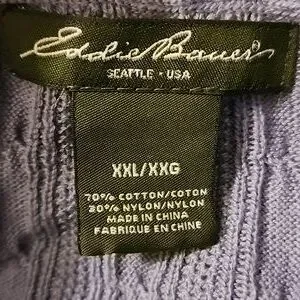 Eddie Bauer®
SEATTLE · USA
XXL/XXG
70% COTTON/COTON
30% NYLON/NYLON
MADE IN CHINA
FABRIQUE EN CHINE